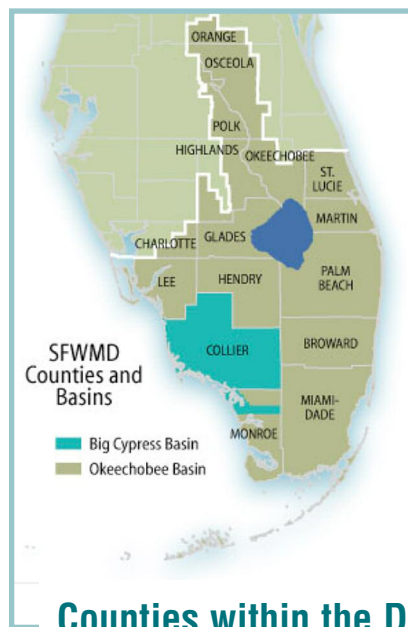 ORANGE
OSCEOLA
POLK
HIGHLANDS
OKEECHOBEE
ST.
LUCIE
MARTIN
CHARLOTTE
GLADES
PALM
BEACH
LEE
HENDRY
SFWMD
Counties and
Basins
COLLIER
BROWARD
MIAMI-
DADE
MONROE
Big Cypress Basin
Okeechobee Basin
Counties within the D